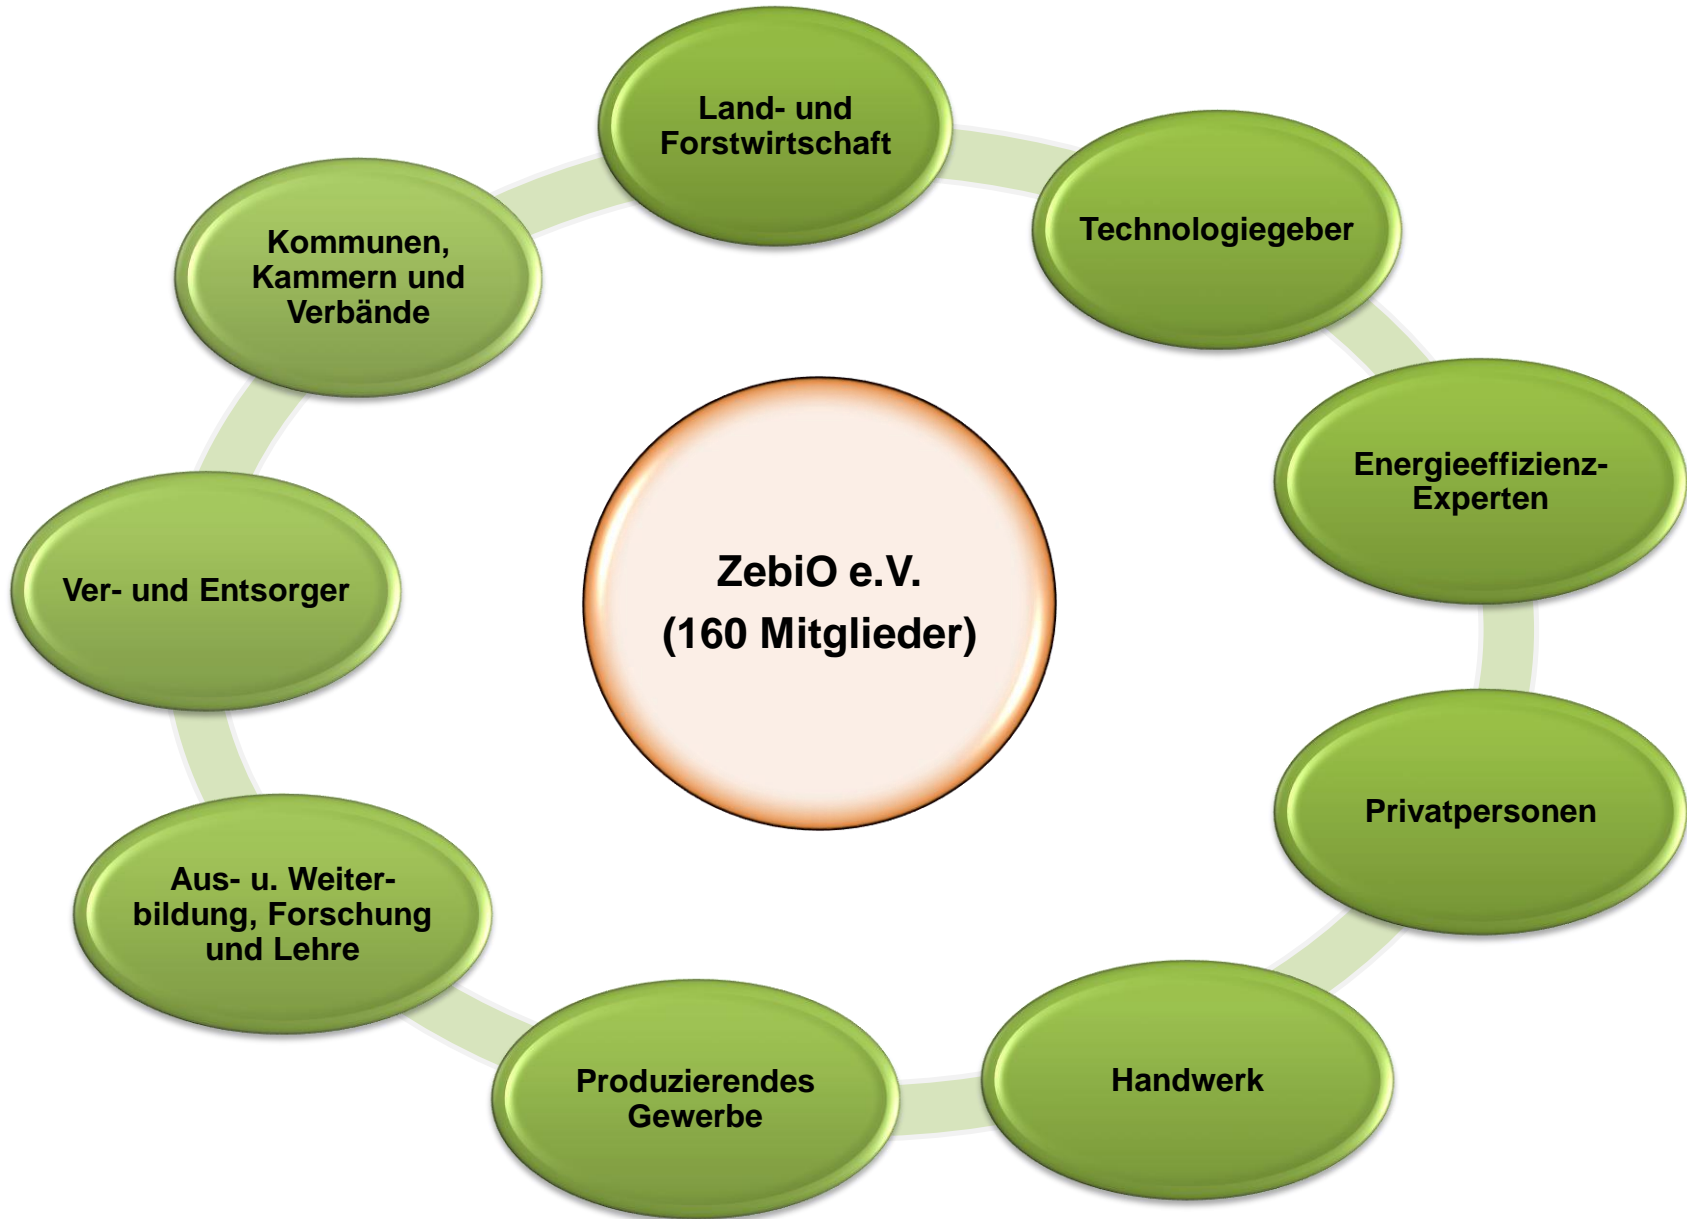 Land- und
Forstwirtschaft
Technologiegeber
Energieeffizienz-
Experten
Privatpersonen
Handwerk
Produzierendes
Gewerbe
Aus- u. Weiter-
bildung, Forschung
und Lehre
Ver- und Entsorger
Kommunen,
Kammern und
Verbände
ZebiO e.V.
(160 Mitglieder)